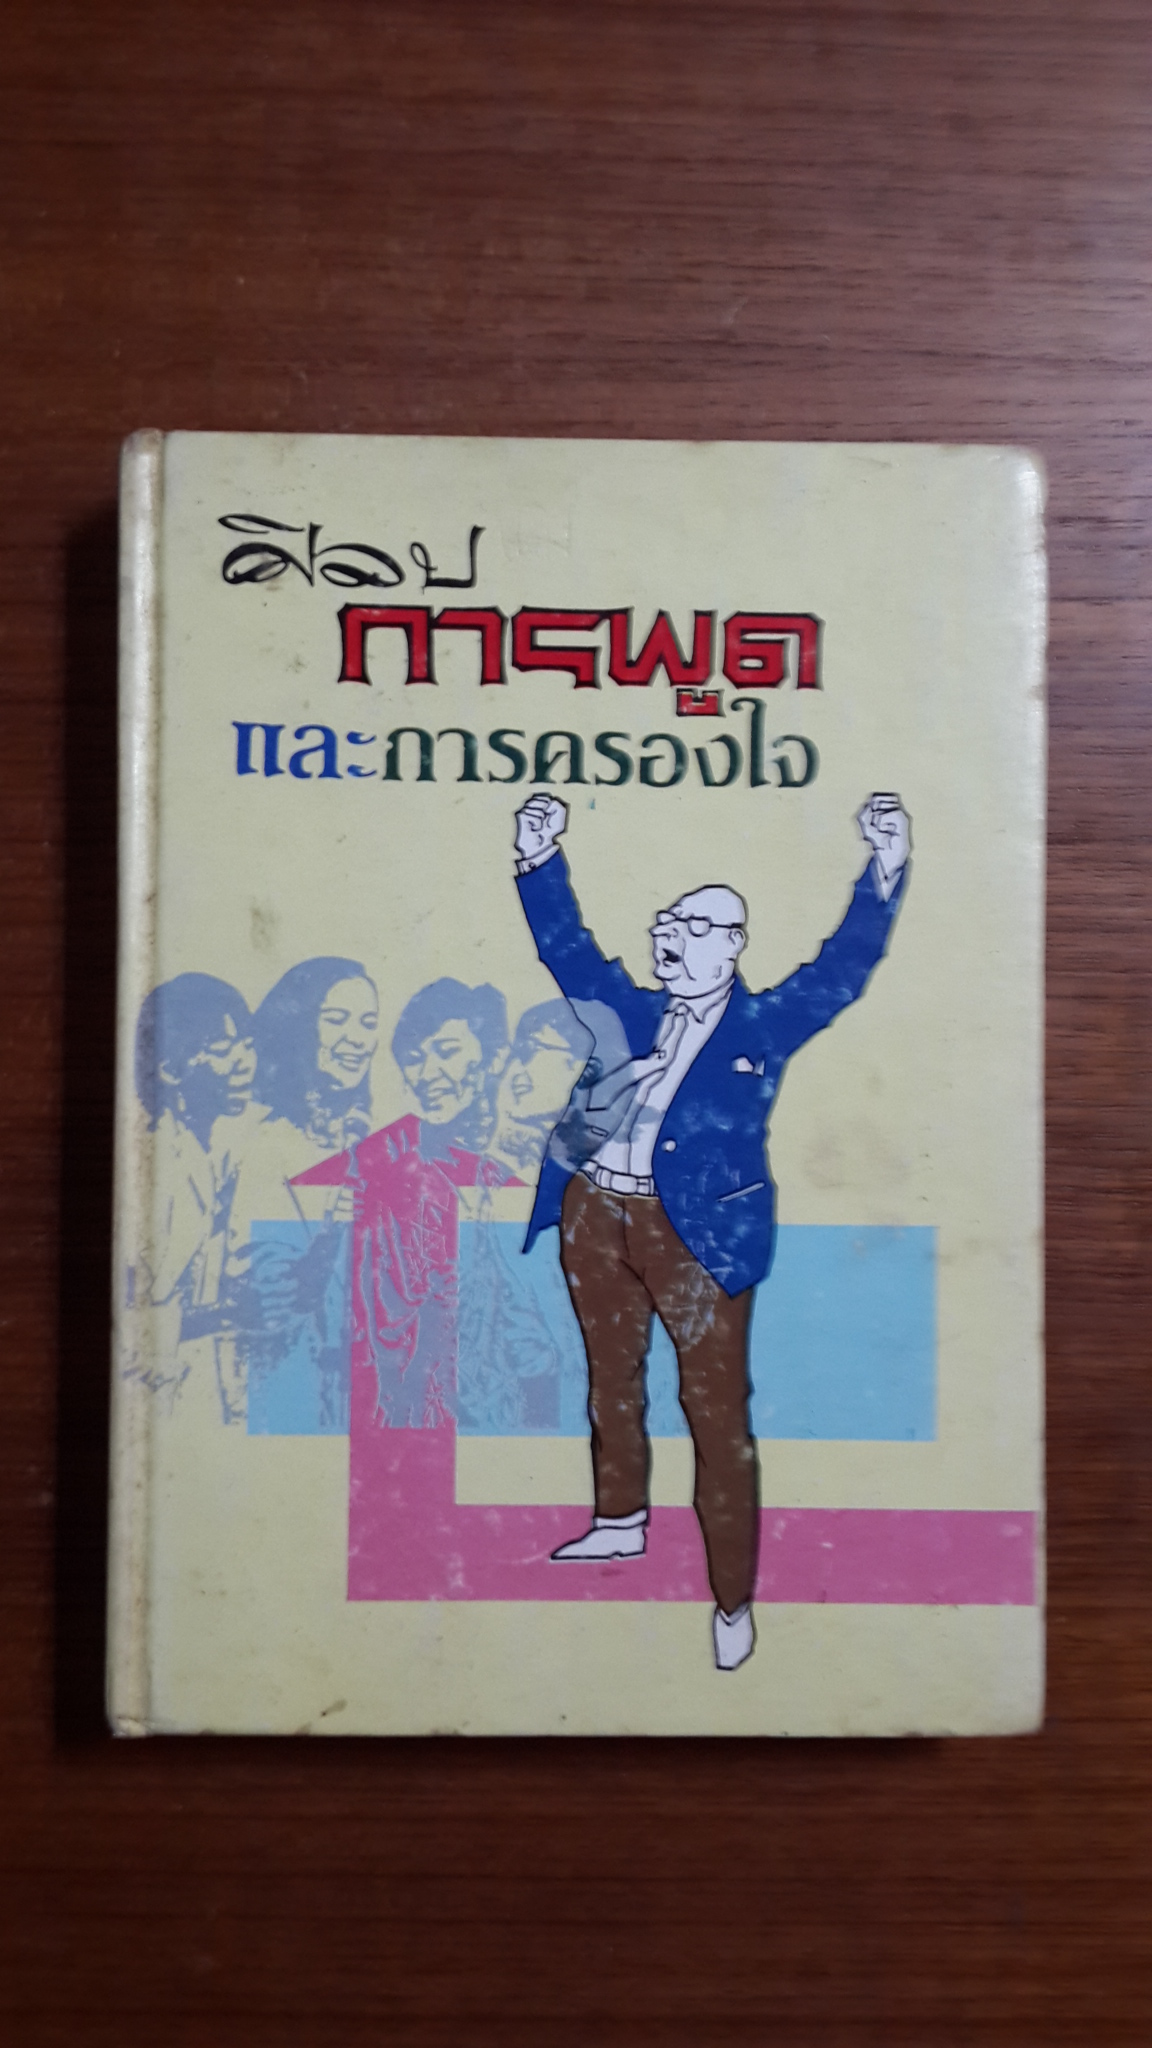 ศิลป
การพูด
และการครองใจ